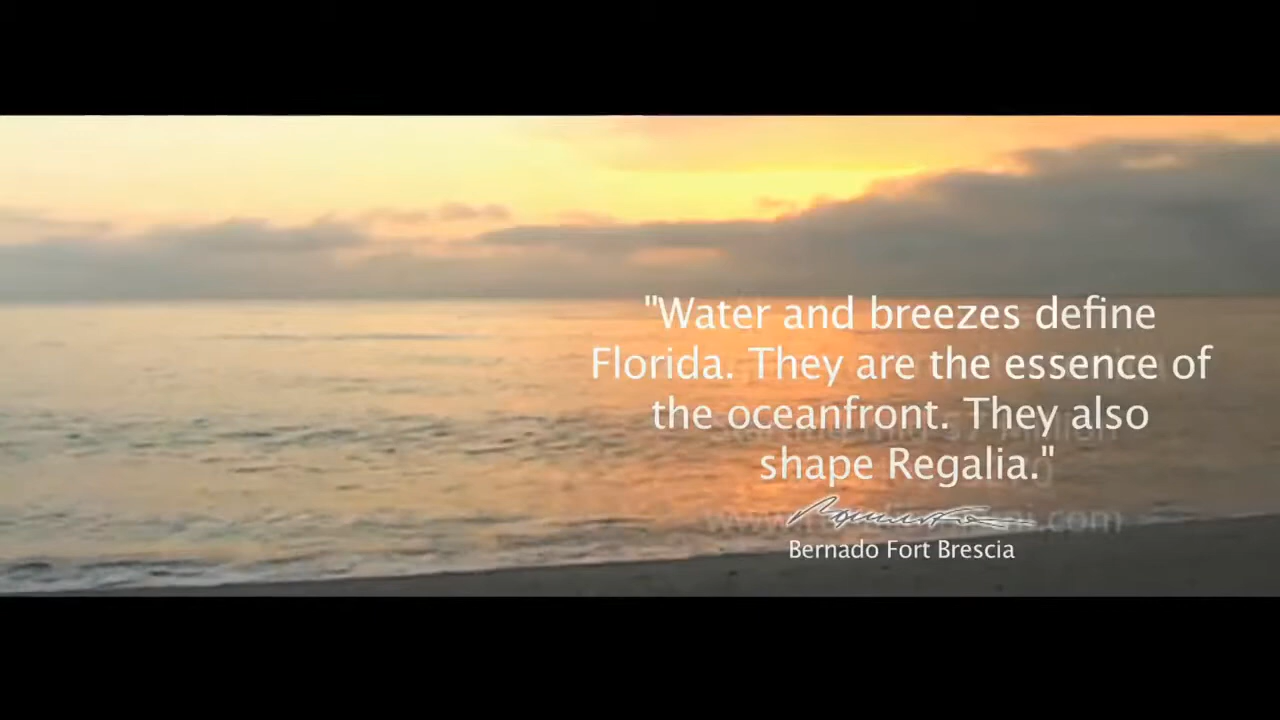 "Water and breezes define
Florida. They are the essence of
the oceanfront. They also
shape Regalia."
Bernado Fort Brescia